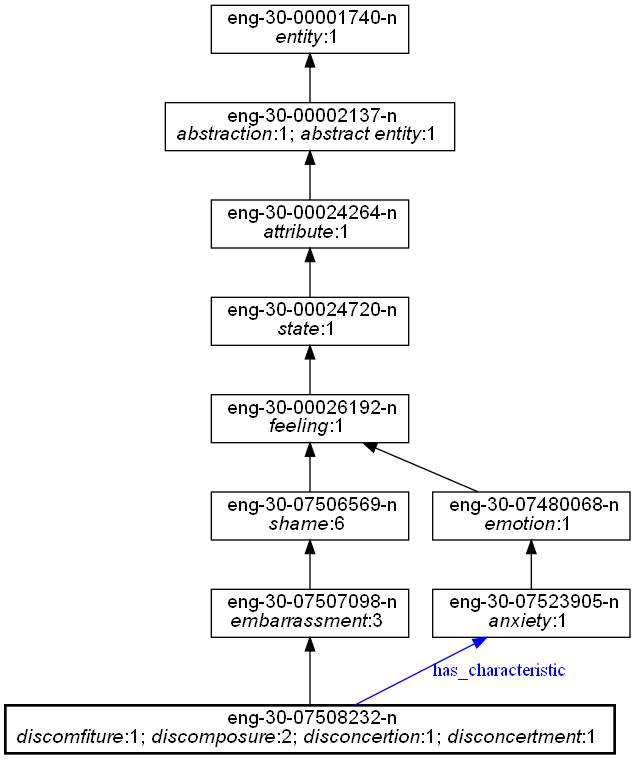 eng-30-00001740-n
entity:1
eng-30-00002137-n
abstraction:1; abstract entity:1
eng-30-00024264-n
attribute:1
eng-30-00024720-n
state:1
eng-30-00026192-n
feeling:1
eng-30-07506569-n
shame:6
eng-30-07480068-n
emotion:1
eng-30-07507098-n
embarrassment:3
eng-30-07523905-n
anxiety:1
has_characteristic
eng-30-07508232-n
discomfiture:1; discomposure:2; disconcertion:1; disconcertment:1